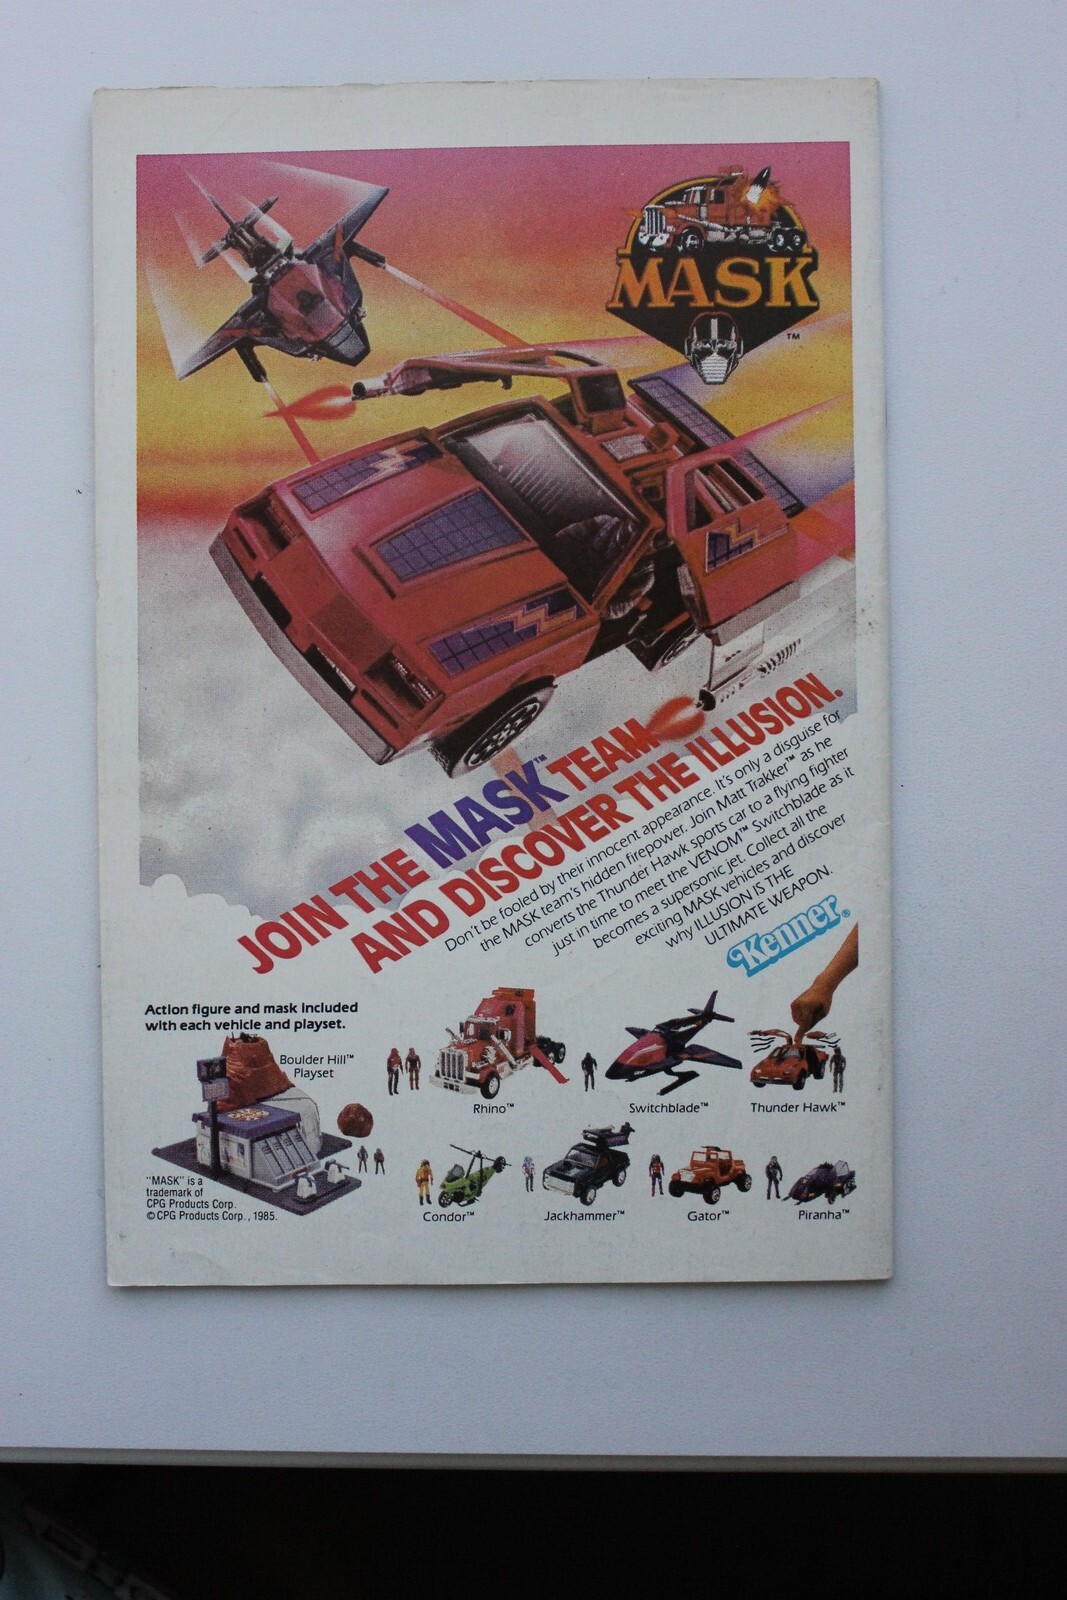 MASK
TM
JOIN THE MASK™ TEAM
AND DISCOVER THE ILLUSION.
Don't be fooled by their innocent appearance. It's only a disguise for
the MASK team's hidden firepower. Join Matt Trakker™ as he
converts the Thunder Hawk sports car to a flying fighter
just in time to meet the VENOM™ Switchblade as it
becomes a supersonic jet. Collect all the
exciting MASK vehicles and discover
why ILLUSION IS THE
ULTIMATE WEAPON.
Kenner®
Action figure and mask included
with each vehicle and playset.
Boulder Hill™
Playset
Rhino™
Switchblade™
Thunder Hawk™
"MASK" is a
trademark of
CPG Products Corp.
© CPG Products Corp., 1985.
Condor™
Jackhammer™
Gator™
Piranha™